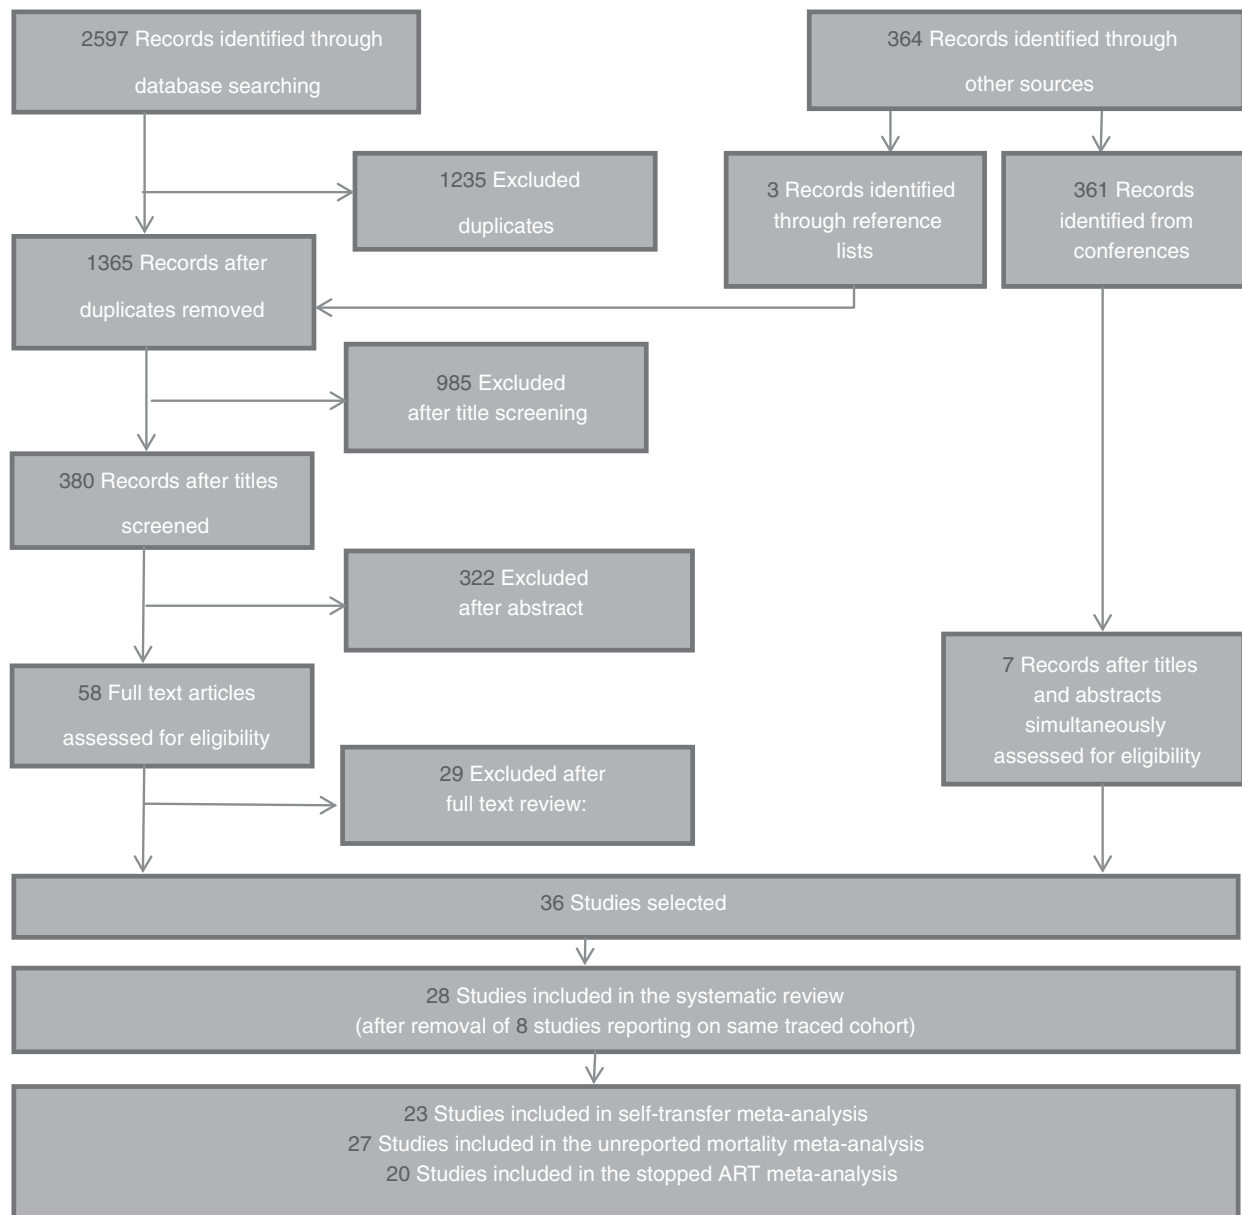 2597 Records identified through
database searching
364 Records identified through
other sources
1235 Excluded
duplicates
3 Records identified
through reference
lists
361 Records
identified from
conferences
1365 Records after
duplicates removed
985 Excluded
after title screening
380 Records after titles
screened
322 Excluded
after abstract
58 Full text articles
assessed for eligibility
7 Records after titles
and abstracts
simultaneously
assessed for eligibility
29 Excluded after
full text review:
36 Studies selected
28 Studies included in the systematic review
(after removal of 8 studies reporting on same traced cohort)
23 Studies included in self-transfer meta-analysis
27 Studies included in the unreported mortality meta-analysis
20 Studies included in the stopped ART meta-analysis